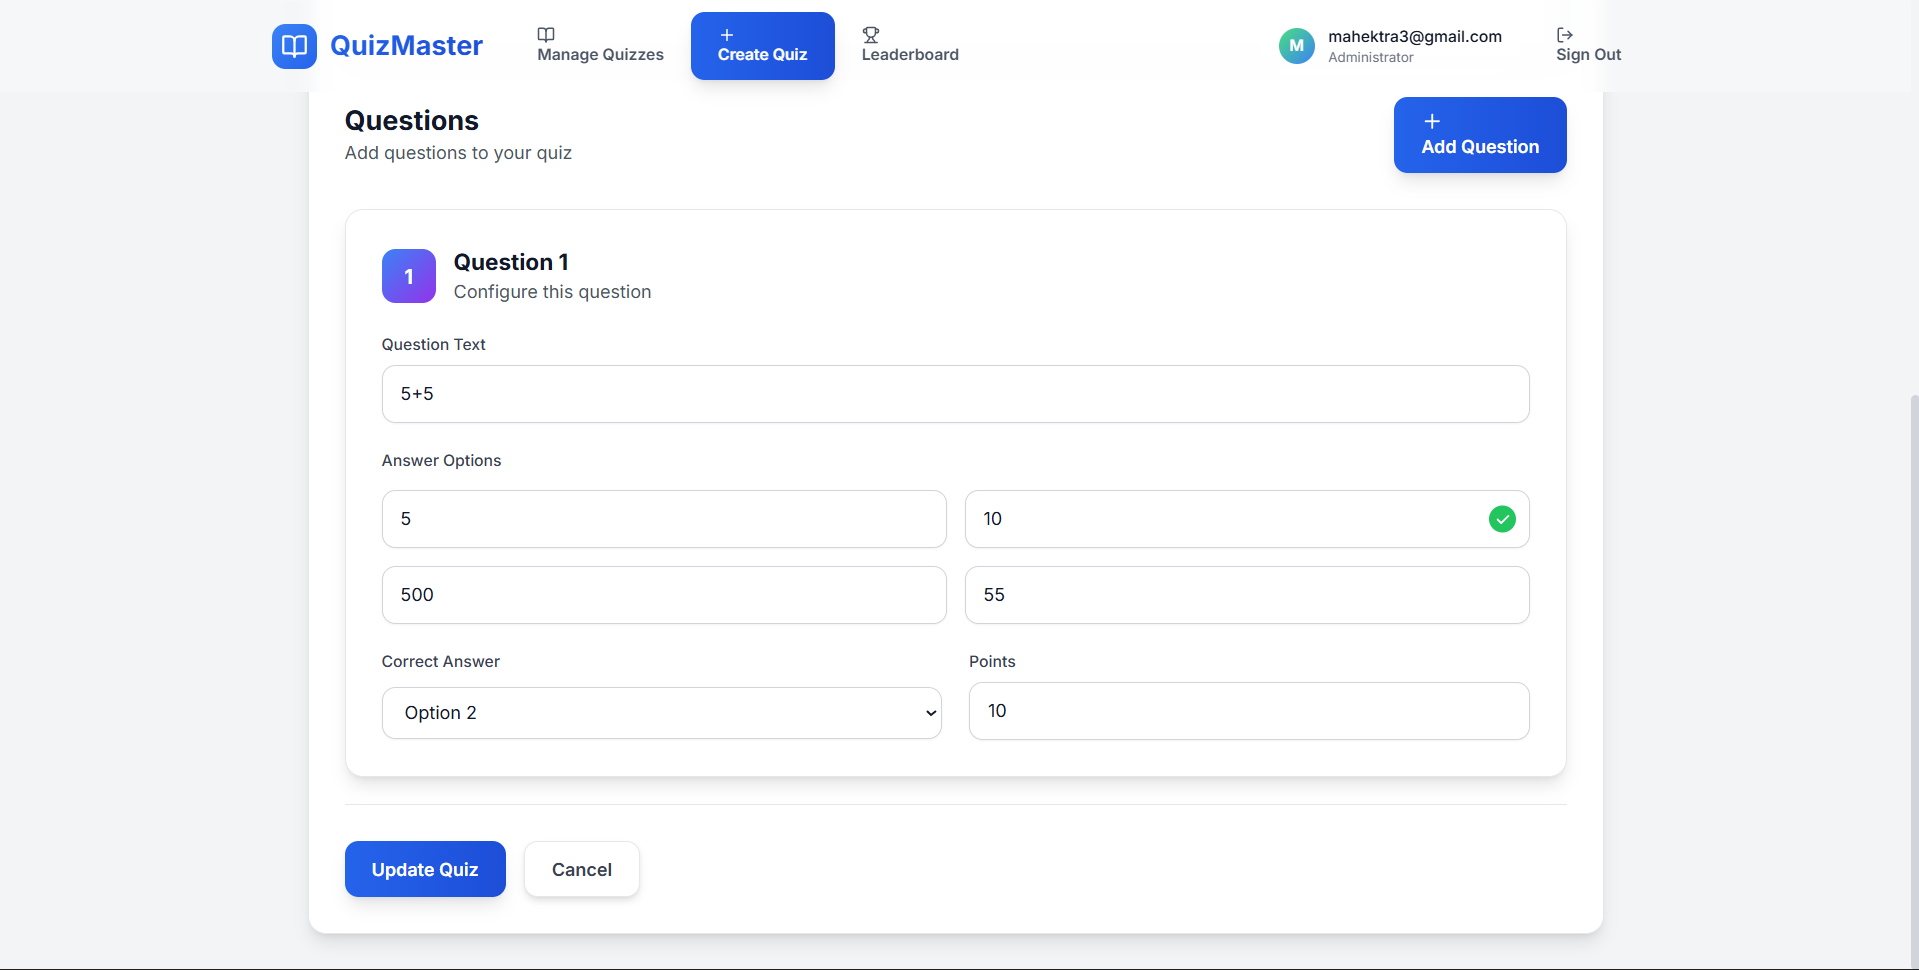 QuizMaster
Manage Quizzes
Create Quiz
Leaderboard
M
mahektra3@gmail.com
Administrator
Sign Out
Questions
Add questions to your quiz
Add Question
1
Question 1
Configure this question
Question Text
5+5
Answer Options
5
10
500
55
Correct Answer
Points
Option 2
10
Update Quiz
Cancel